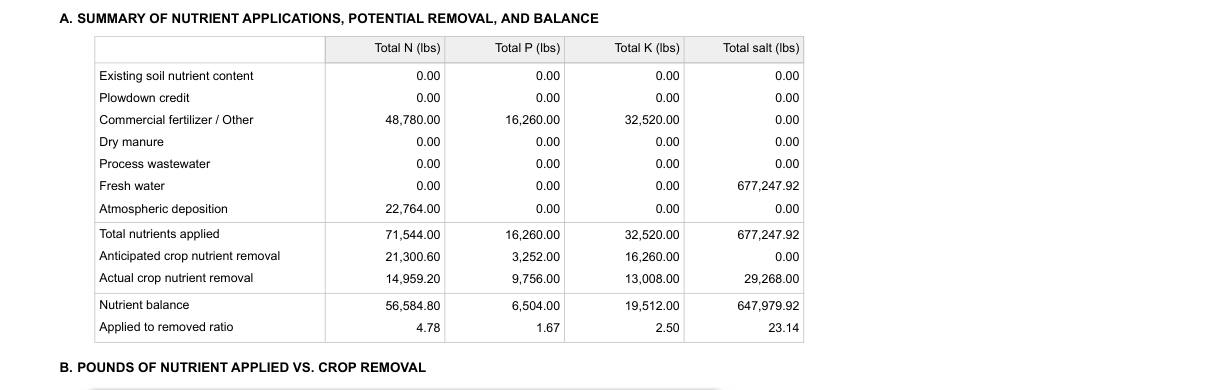 A. SUMMARY OF NUTRIENT APPLICATIONS, POTENTIAL REMOVAL, AND BALANCE
Total N (lbs) Total P (lbs) Total K (lbs) Total salt (lbs)
Existing soil nutrient content 0.00 0.00 0.00 0.00
Plowdown credit 0.00 0.00 0.00 0.00
Commercial fertilizer / Other 48,780.00 16,260.00 32,520.00 0.00
Dry manure 0.00 0.00 0.00 0.00
Process wastewater 0.00 0.00 0.00 0.00
Fresh water 0.00 0.00 0.00 677,247.92
Atmospheric deposition 22,764.00 0.00 0.00 0.00
Total nutrients applied 71,544.00 16,260.00 32,520.00 677,247.92
Anticipated crop nutrient removal 21,300.60 3,252.00 16,260.00 0.00
Actual crop nutrient removal 14,959.20 9,756.00 13,008.00 29,268.00
Nutrient balance 56,584.80 6,504.00 19,512.00 647,979.92
Applied to removed ratio 4.78 1.67 2.50 23.14
B. POUNDS OF NUTRIENT APPLIED VS. CROP REMOVAL